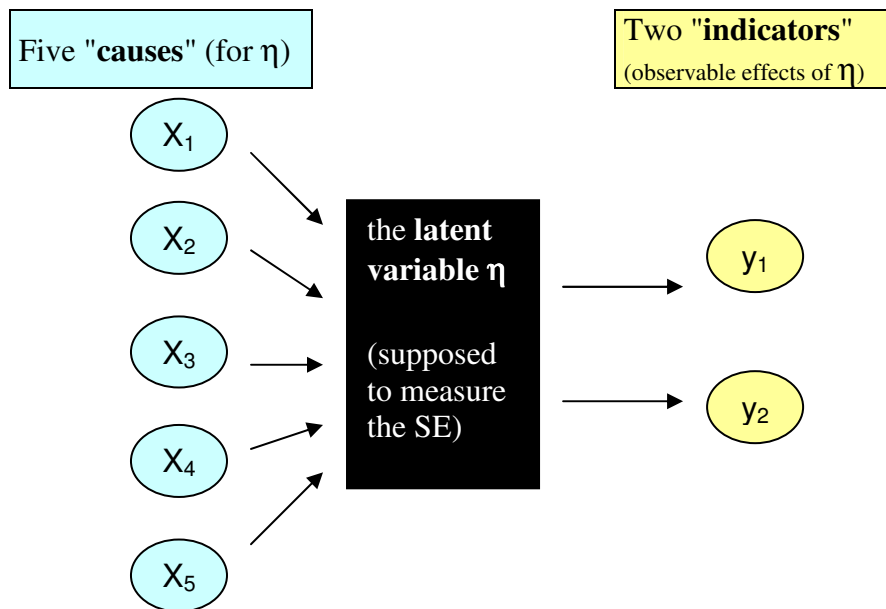 Five "causes" (for η)
Two "indicators"
(observable effects of η)
X₁
X₂
X₃
X₄
X₅
the latent
variable η
(supposed
to measure
the SE)
y₁
y₂